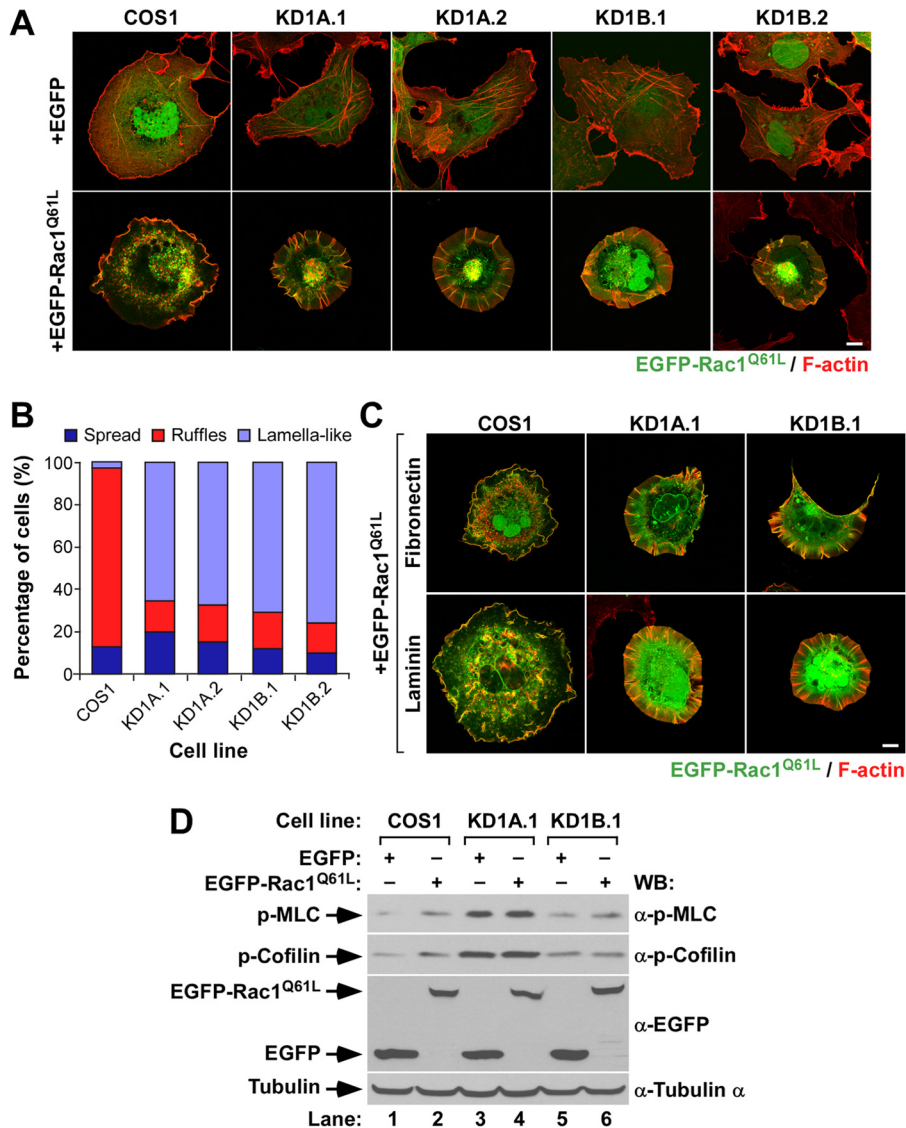 A
COS1 KD1A.1 KD1A.2 KD1B.1 KD1B.2
+EGFP
+EGFP-Rac1Q61L
EGFP-Rac1Q61L / F-actin
B
Spread Ruffles Lamella-like
Percentage of cells (%)
100
80
60
40
20
0
COS1 KD1A.1 KD1A.2 KD1B.1 KD1B.2
Cell line
C
COS1 KD1A.1 KD1B.1
+EGFP-Rac1Q61L
Fibronectin
Laminin
EGFP-Rac1Q61L / F-actin
D
Cell line: COS1 KD1A.1 KD1B.1
EGFP: + – + – + –
EGFP-Rac1Q61L: – + – + – + WB:
p-MLC α-p-MLC
p-Cofilin α-p-Cofilin
EGFP-Rac1Q61L
α-EGFP
EGFP
Tubulin α-Tubulin α
Lane: 1 2 3 4 5 6